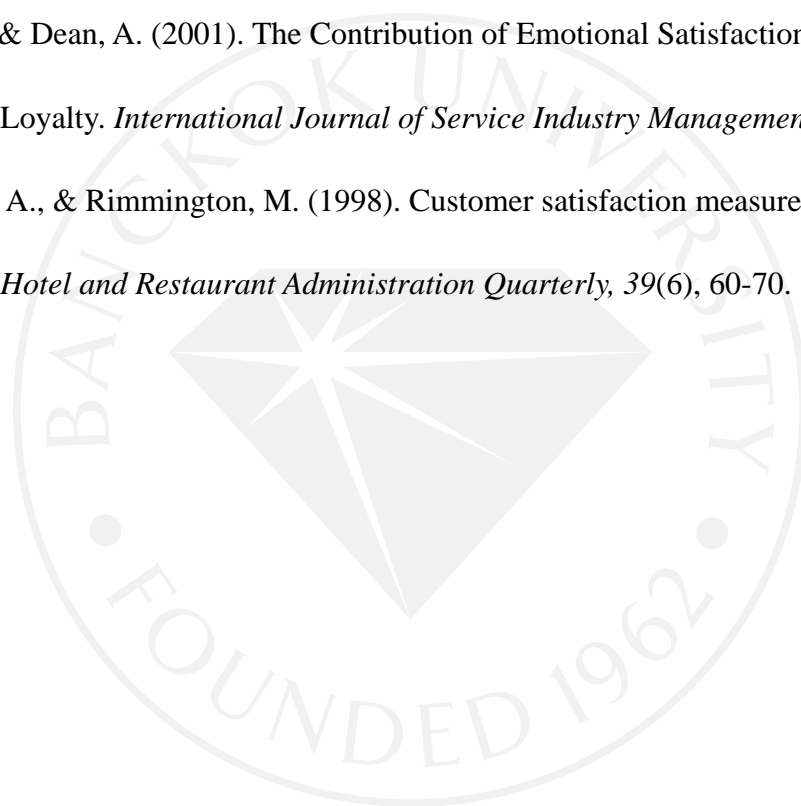 & Dean, A. (2001). The Contribution of Emotional Satisfaction
Loyalty. International Journal of Service Industry Managemen
A., & Rimmington, M. (1998). Customer satisfaction measure
Hotel and Restaurant Administration Quarterly, 39(6), 60-70.
BANGKOK UNIVERSITY
• FOUNDED 1962 •